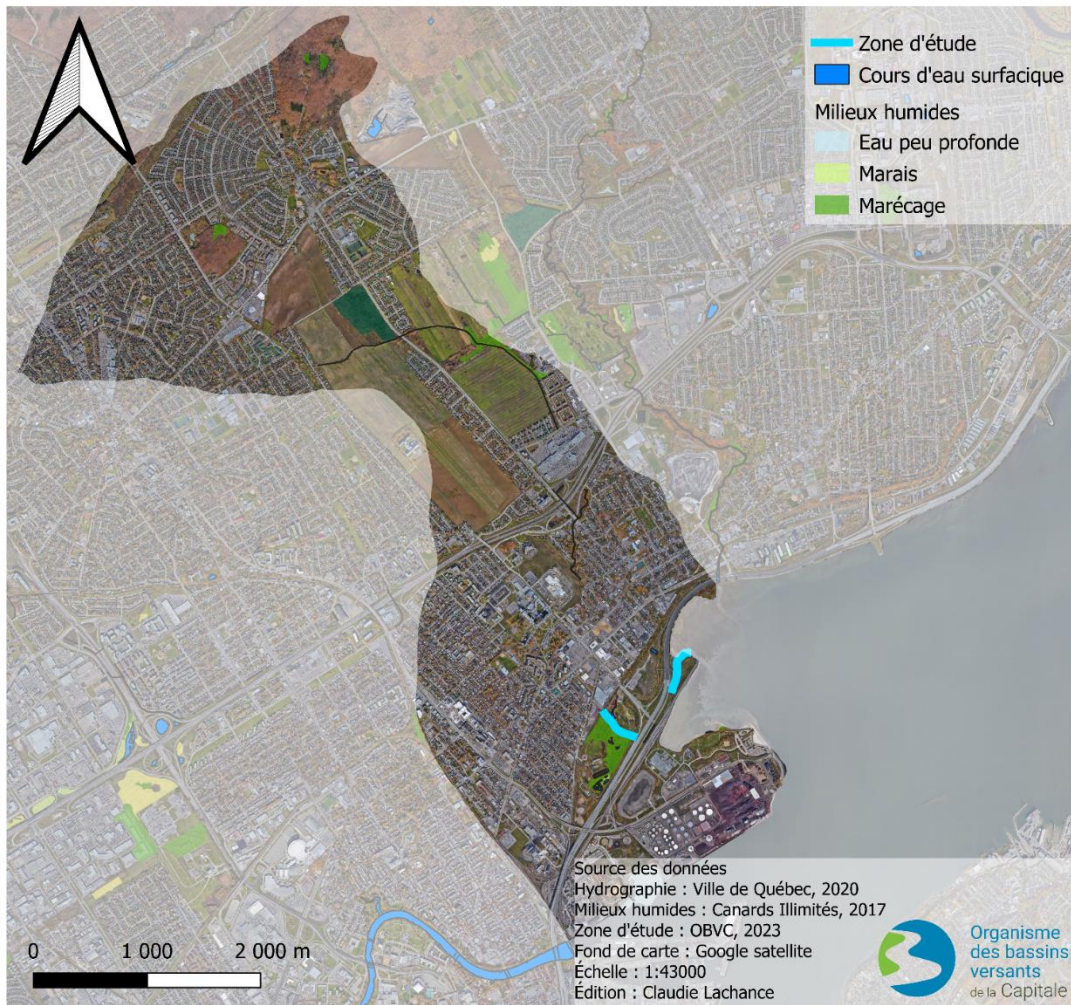 Zone d'étude
Cours d'eau surfacique
Milieux humides
Eau peu profonde
Marais
Marécage
0 1 000 2 000 m
Source des données
Hydrographie : Ville de Québec, 2020
Milieux humides : Canards Illimités, 2017
Zone d'étude : OBVC, 2023
Fond de carte : Google satellite
Échelle : 1:43000
Édition : Claudie Lachance
Organisme
des bassins
versants
de la Capitale